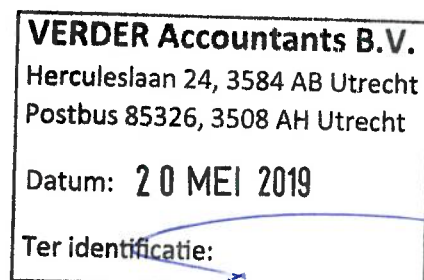 VERDER Accountants B.V.
Herculeslaan 24, 3584 AB Utrecht
Postbus 85326, 3508 AH Utrecht
Datum: 20 MEI 2019
Ter identificatie: